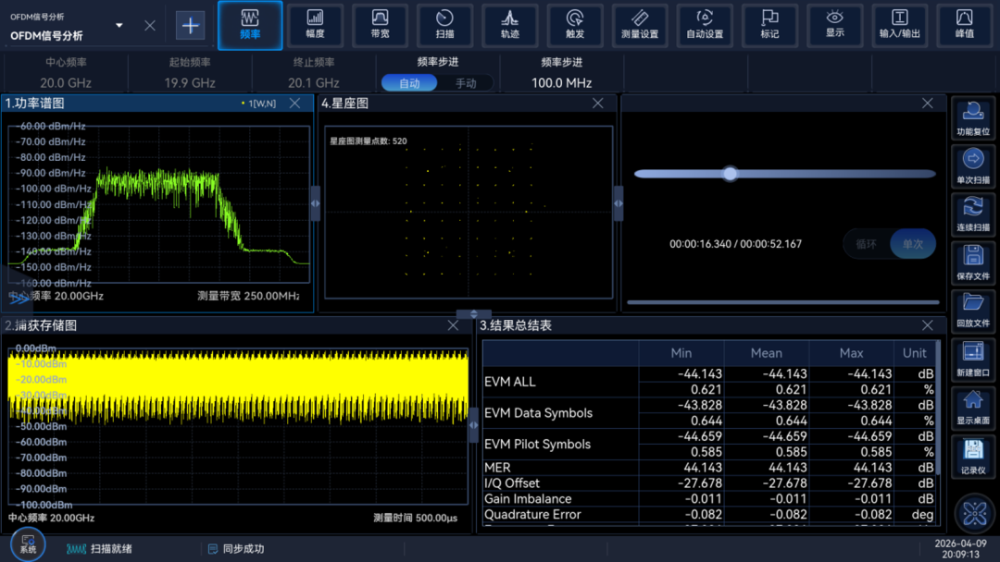 OFDM信号分析
OFDM信号分析
频率
幅度
带宽
扫描
轨迹
触发
测量设置
自动设置
标记
显示
输入/输出
峰值
中心频率
20.0 GHz
起始频率
19.9 GHz
终止频率
20.1 GHz
频率步进
自动 手动
频率步进
100.0 MHz
1.功率谱图
1[W,N]
-60.00 dBm/Hz
-70.00 dBm/Hz
-80.00 dBm/Hz
-90.00 dBm/Hz
-100.00 dBm/Hz
-110.00 dBm/Hz
-120.00 dBm/Hz
-130.00 dBm/Hz
-140.00 dBm/Hz
-150.00 dBm/Hz
-160.00 dBm/Hz
中心频率 20.00GHz
测量带宽 250.00MHz
4.星座图
星座图测量点数: 520
00:00:16.340 / 00:00:52.167
循环 单次
功能复位
单次扫描
连续扫描
保存文件
回放文件
新建窗口
显示桌面
记录仪
2.捕获存储图
0.00dBm
-10.00dBm
-20.00dBm
-30.00dBm
-40.00dBm
-50.00dBm
-60.00dBm
-70.00dBm
-80.00dBm
-90.00dBm
-100.00dBm
中心频率 20.00GHz
测量时间 500.00μs
3.结果总结表
Min Mean Max Unit
EVM ALL
-44.143 -44.143 -44.143 dB
0.621 0.621 0.621 %
EVM Data Symbols
-43.828 -43.828 -43.828 dB
0.644 0.644 0.644 %
EVM Pilot Symbols
-44.659 -44.659 -44.659 dB
0.585 0.585 0.585 %
MER 44.143 44.143 44.143 dB
I/Q Offset -27.678 -27.678 -27.678 dB
Gain Imbalance -0.011 -0.011 -0.011 dB
Quadrature Error -0.082 -0.082 -0.082 deg
系统
扫描就绪
同步成功
2026-04-09
20:09:13